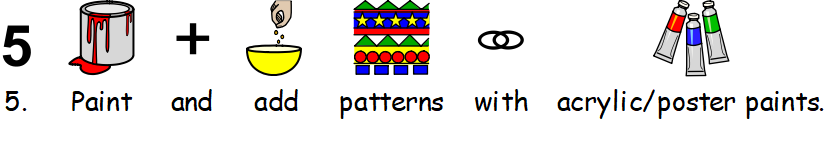 5
5. Paint and add patterns with acrylic/poster paints.